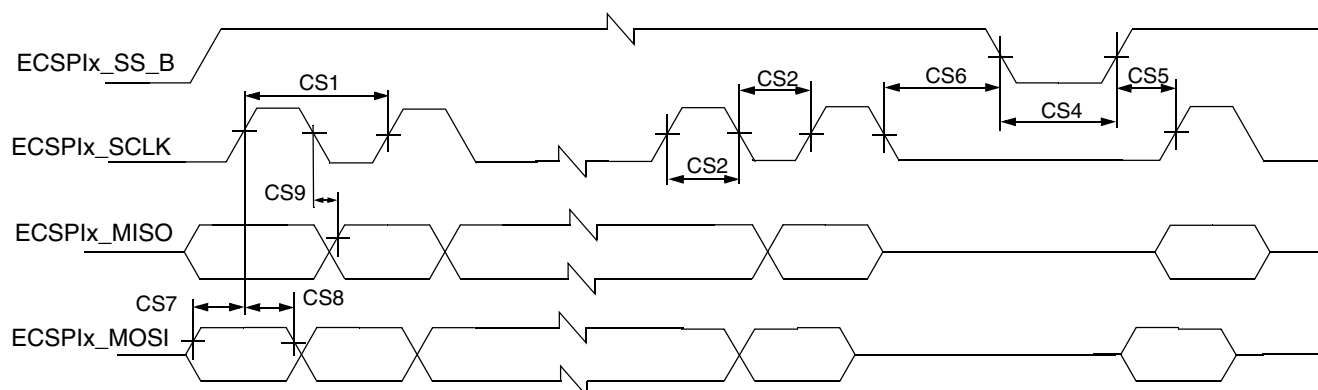 ECSPIx_SS_B
CS1
CS2
CS6
CS5
CS4
ECSPIx_SCLK
CS2
CS9
ECSPIx_MISO
CS7
CS8
ECSPIx_MOSI